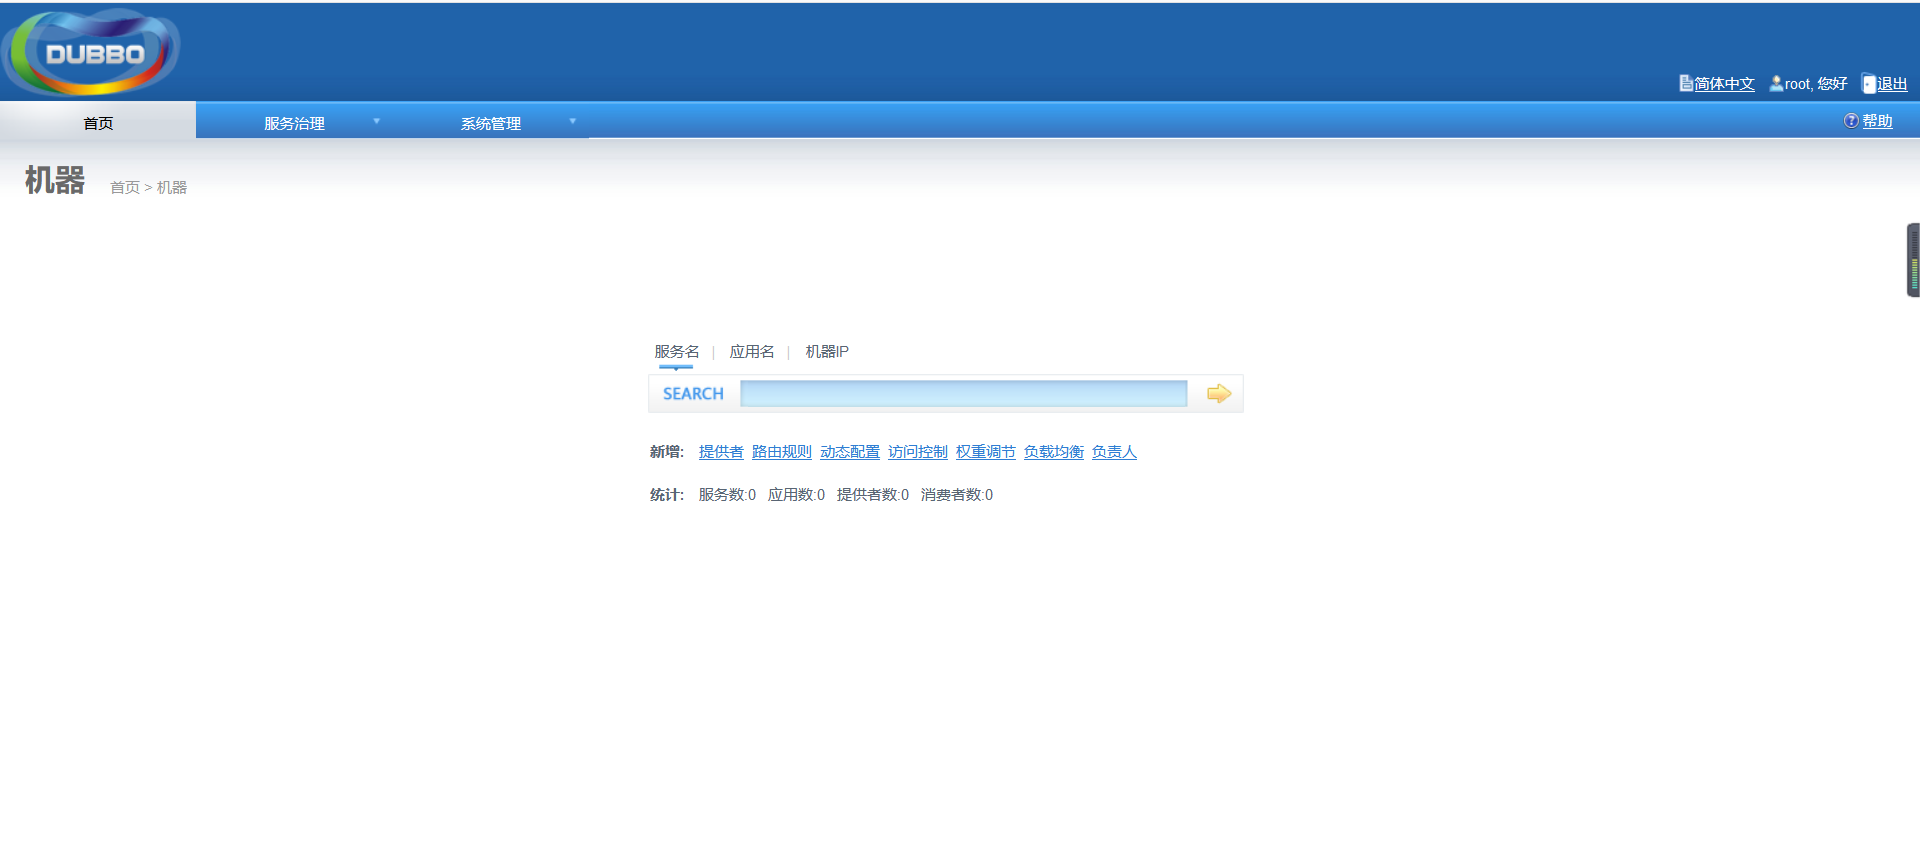 DUBBO
简体中文 root, 您好 退出
首页 服务治理 系统管理 帮助
机器 首页 > 机器
服务名 | 应用名 | 机器IP
SEARCH
新增: 提供者 路由规则 动态配置 访问控制 权重调节 负载均衡 负责人
统计: 服务数:0 应用数:0 提供者数:0 消费者数:0